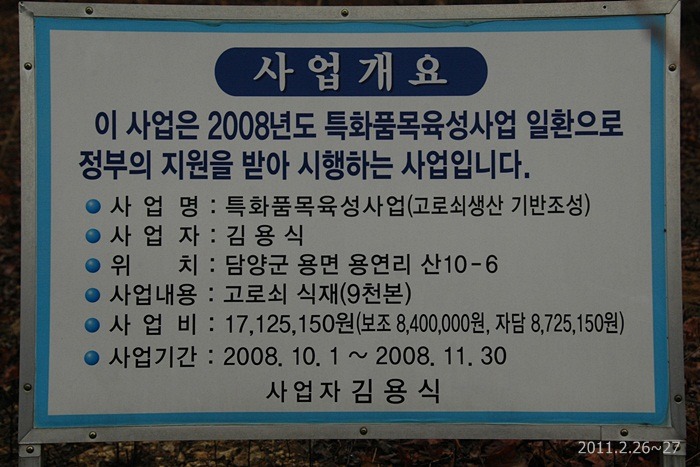 사업개요
이 사업은 2008년도 특화품목육성사업 일환으로
정부의 지원을 받아 시행하는 사업입니다.
사 업 명 : 특화품목육성사업(고로쇠생산 기반조성)
사 업 자 : 김 용 식
위 치 : 담양군 용면 용연리 산10-6
사업내용 : 고로쇠 식재(9천본)
사 업 비 : 17,125,150원(보조 8,400,000원, 자담 8,725,150원)
사업기간 : 2008. 10. 1 ~ 2008. 11. 30
사업자 김 용 식
2011.2.26~27